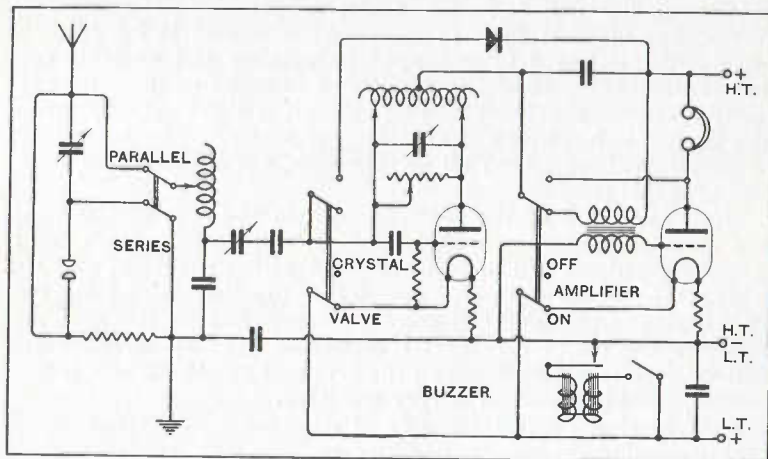 +
H.T.
PARALLEL
SERIES
CRYSTAL
VALVE
OFF
AMPLIFIER
ON
H.T.
−
L.T.
BUZZER
L.T.
+